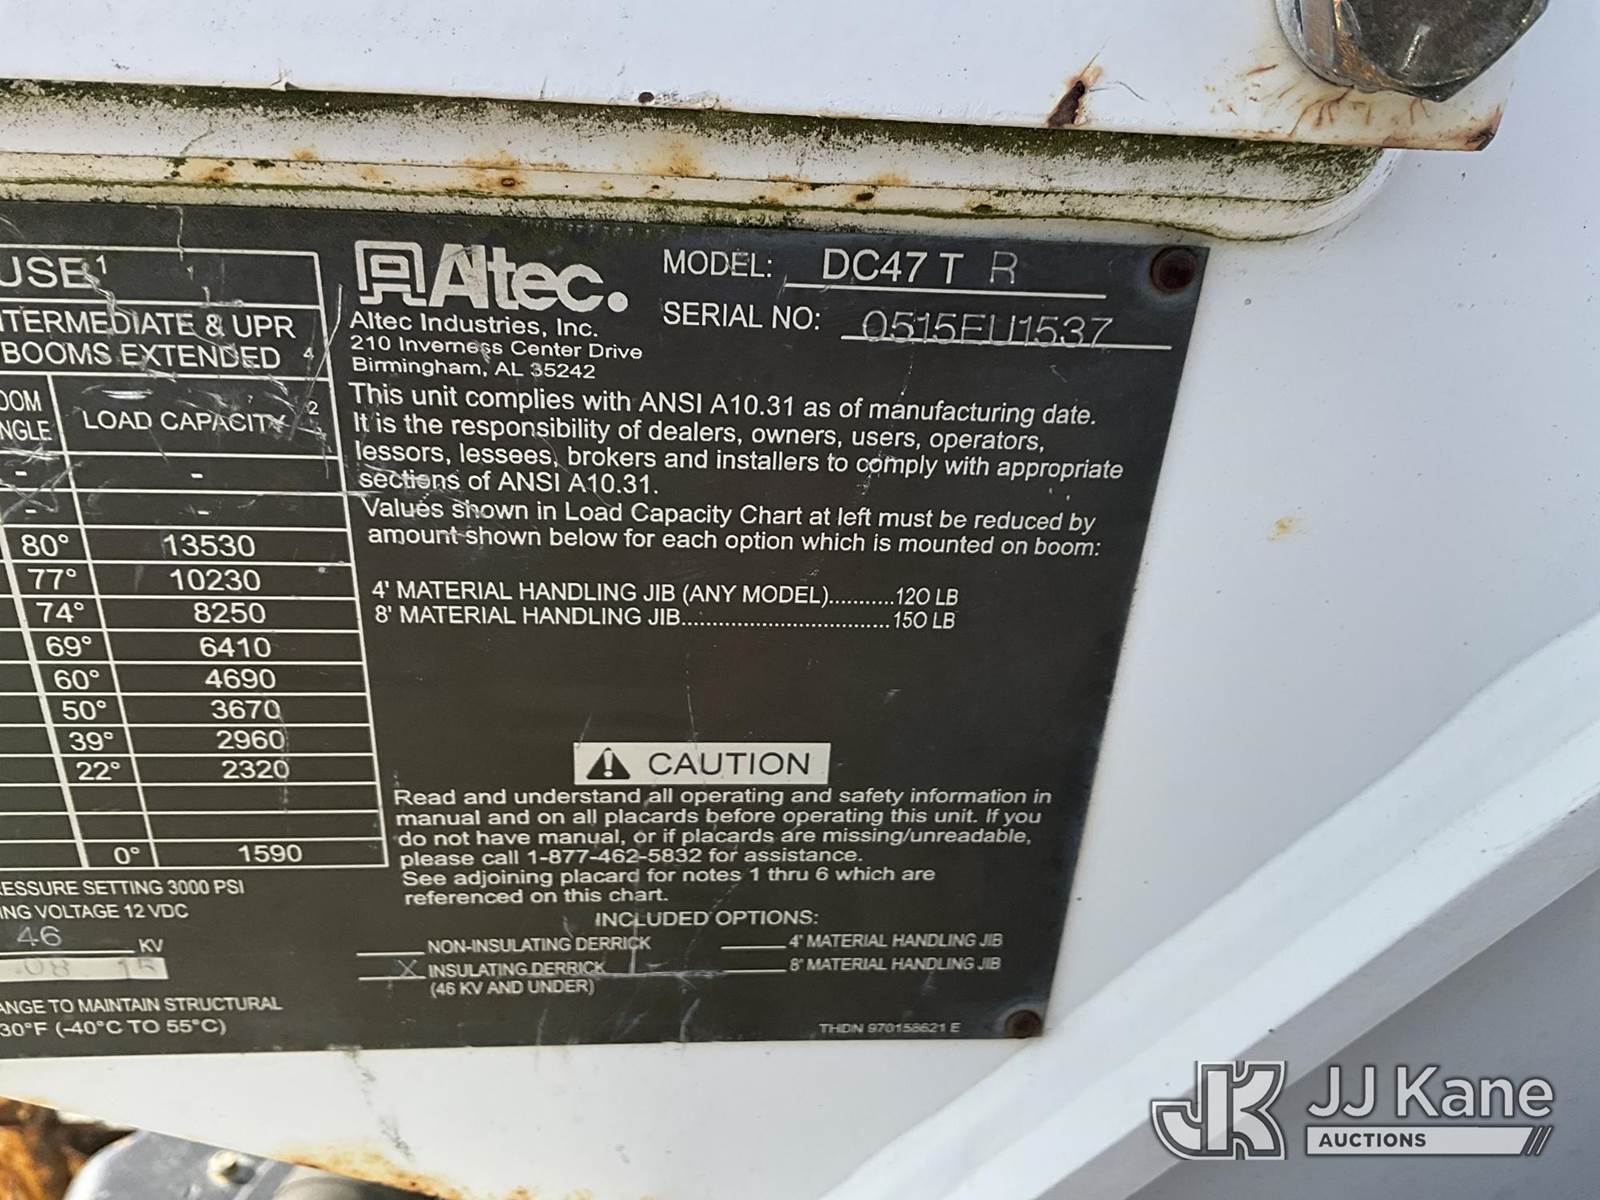 USE¹
NTERMEDIATE & UPR
BOOMS EXTENDED 4
OOM
NGLE
LOAD CAPACITY 2
- -
- -
80° 13530
77° 10230
74° 8250
69° 6410
60° 4690
50° 3670
39° 2960
22° 2320
0° 1590
ESSURE SETTING 3000 PSI
ING VOLTAGE 12 VDC
46 KV
08 15
ANGE TO MAINTAIN STRUCTURAL
30°F (-40°C TO 55°C)
Altec.
Altec Industries, Inc.
210 Inverness Center Drive
Birmingham, AL 35242
MODEL: DC47 T R
SERIAL NO: 0515EU1537
This unit complies with ANSI A10.31 as of manufacturing date.
It is the responsibility of dealers, owners, users, operators,
lessors, lessees, brokers and installers to comply with appropriate
sections of ANSI A10.31.
Values shown in Load Capacity Chart at left must be reduced by
amount shown below for each option which is mounted on boom:
4' MATERIAL HANDLING JIB (ANY MODEL)...........120 LB
8' MATERIAL HANDLING JIB..................................150 LB
CAUTION
Read and understand all operating and safety information in
manual and on all placards before operating this unit. If you
do not have manual, or if placards are missing/unreadable,
please call 1-877-462-5832 for assistance.
See adjoining placard for notes 1 thru 6 which are
referenced on this chart.
INCLUDED OPTIONS:
NON-INSULATING DERRICK
4' MATERIAL HANDLING JIB
X INSULATING DERRICK
8' MATERIAL HANDLING JIB
(46 KV AND UNDER)
THDN 970158621 E
JK JJ Kane
AUCTIONS